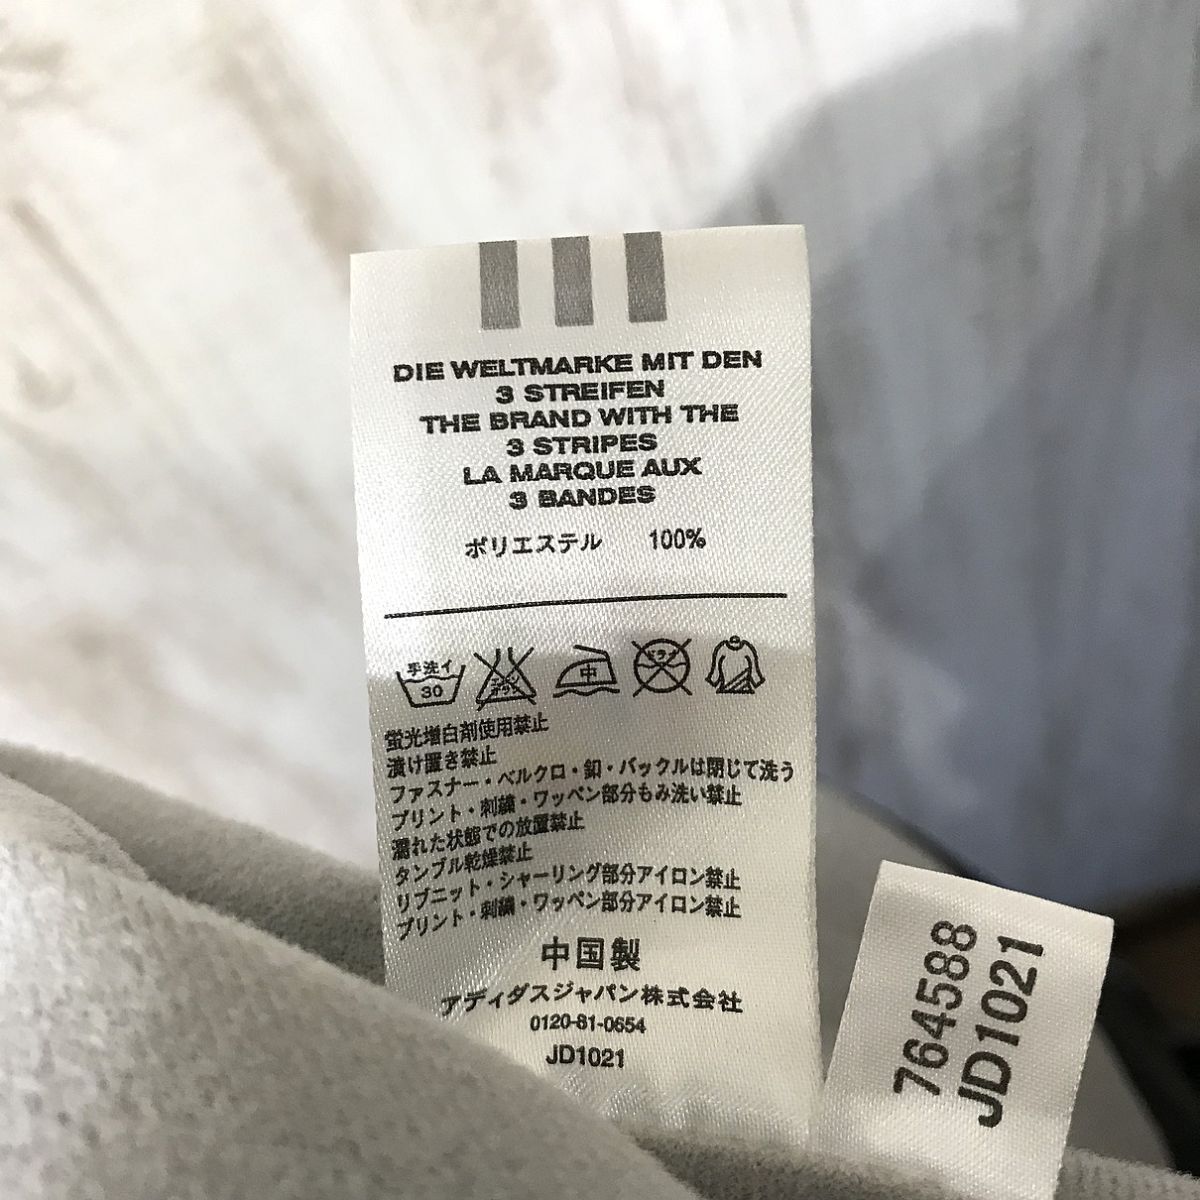 DIE WELTMARKE MIT DEN
3 STREIFEN
THE BRAND WITH THE
3 STRIPES
LA MARQUE AUX
3 BANDES
ポリエステル 100%
手洗イ
30
中
蛍光増白剤使用禁止
漬け置き禁止
ファスナー・ベルクロ・釦・バックルは閉じて洗う
プリント・刺繍・ワッペン部分もみ洗い禁止
濡れた状態での放置禁止
タンブル乾燥禁止
リブニット・シャーリング部分アイロン禁止
プリント・刺繍・ワッペン部分アイロン禁止
中国製
アディダスジャパン株式会社
0120-81-0654
JD1021
764588
JD1021